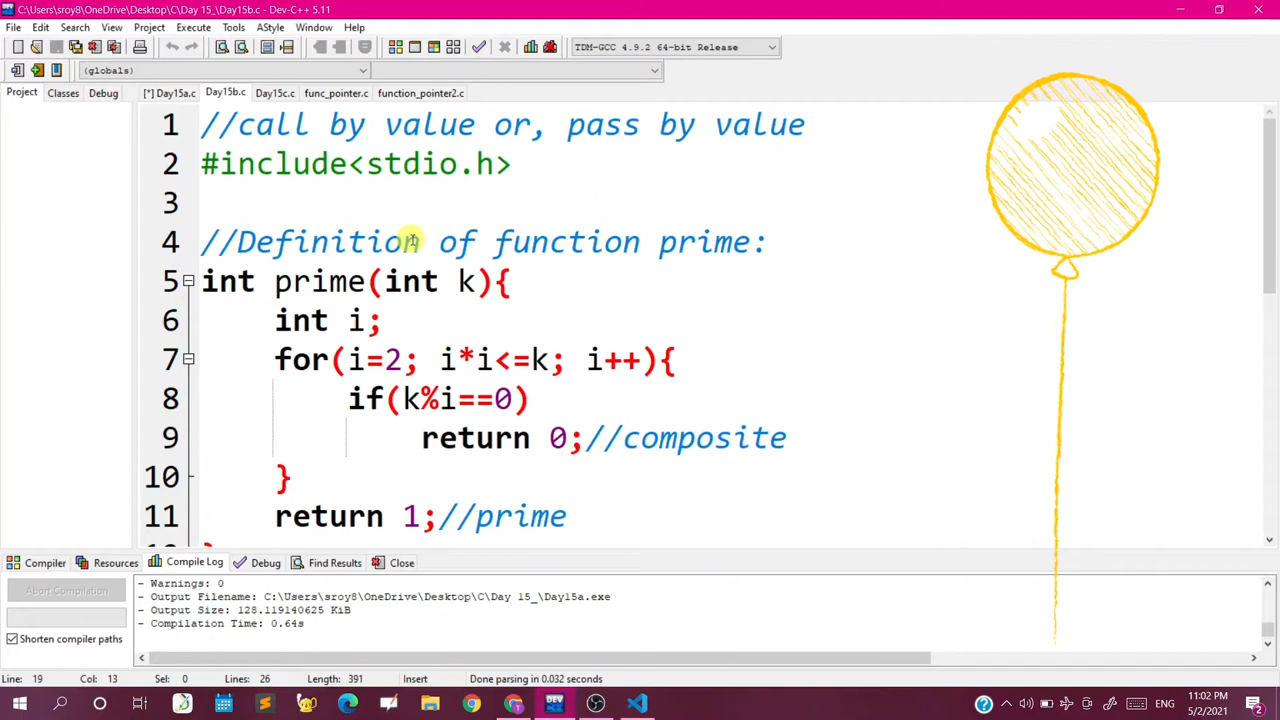 C:\Users\sroy8\OneDrive\Desktop\C\Day 15_\Day15b.c - Dev-C++ 5.11
File Edit Search View Project Execute Tools AStyle Window Help
TDM-GCC 4.9.2 64-bit Release
(globals)
Project Classes Debug [*] Day15a.c Day15b.c Day15c.c func_pointer.c function_pointer2.c
1 //call by value or, pass by value
2 #include<stdio.h>
3
4 //Definition of function prime:
5 int prime(int k){
6 int i;
7 for(i=2; i*i<=k; i++){
8 if(k%i==0)
9 return 0;//composite
10 }
11 return 1;//prime
Compiler Resources Compile Log Debug Find Results Close
Abort Compilation
Shorten compiler paths
- Warnings: 0
- Output Filename: C:\Users\sroy8\OneDrive\Desktop\C\Day 15_\Day15a.exe
- Output Size: 128.119140625 KiB
- Compilation Time: 0.64s
Line: 19 Col: 13 Sel: 0 Lines: 26 Length: 391 Insert Done parsing in 0.032 seconds
DEV
11:02 PM
5/2/2021
2